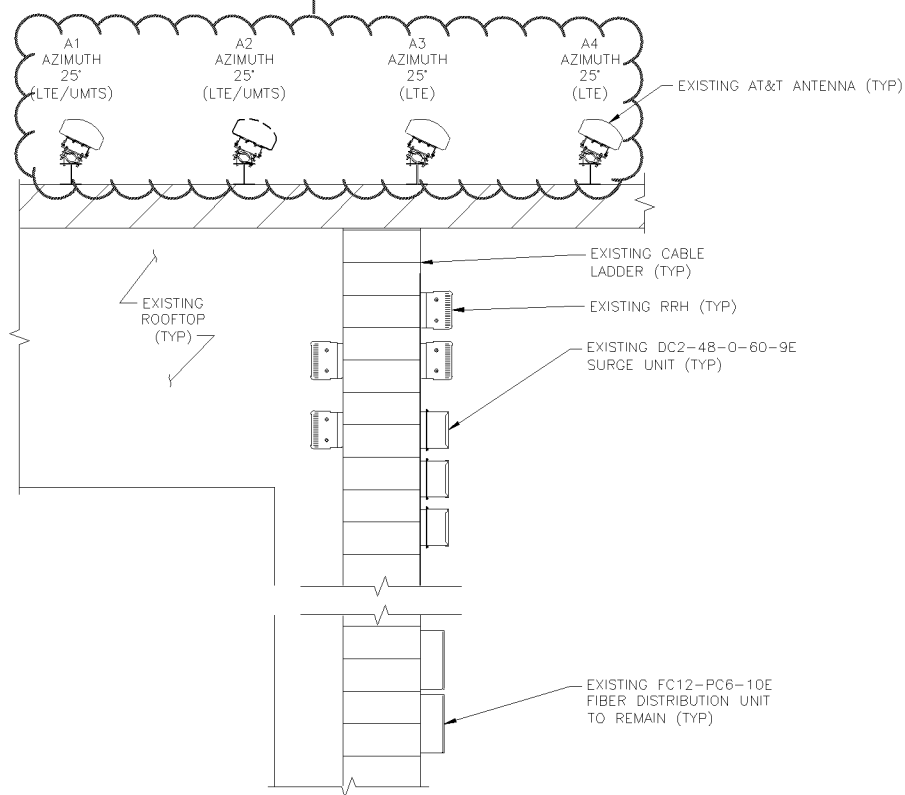 A1
AZIMUTH
25°
(LTE/UMTS)
A2
AZIMUTH
25°
(LTE/UMTS)
A3
AZIMUTH
25°
(LTE)
A4
AZIMUTH
25°
(LTE)
EXISTING AT&T ANTENNA (TYP)
EXISTING CABLE
LADDER (TYP)
EXISTING RRH (TYP)
EXISTING
ROOFTOP
(TYP)
EXISTING DC2-48-0-60-9E
SURGE UNIT (TYP)
EXISTING FC12-PC6-10E
FIBER DISTRIBUTION UNIT
TO REMAIN (TYP)